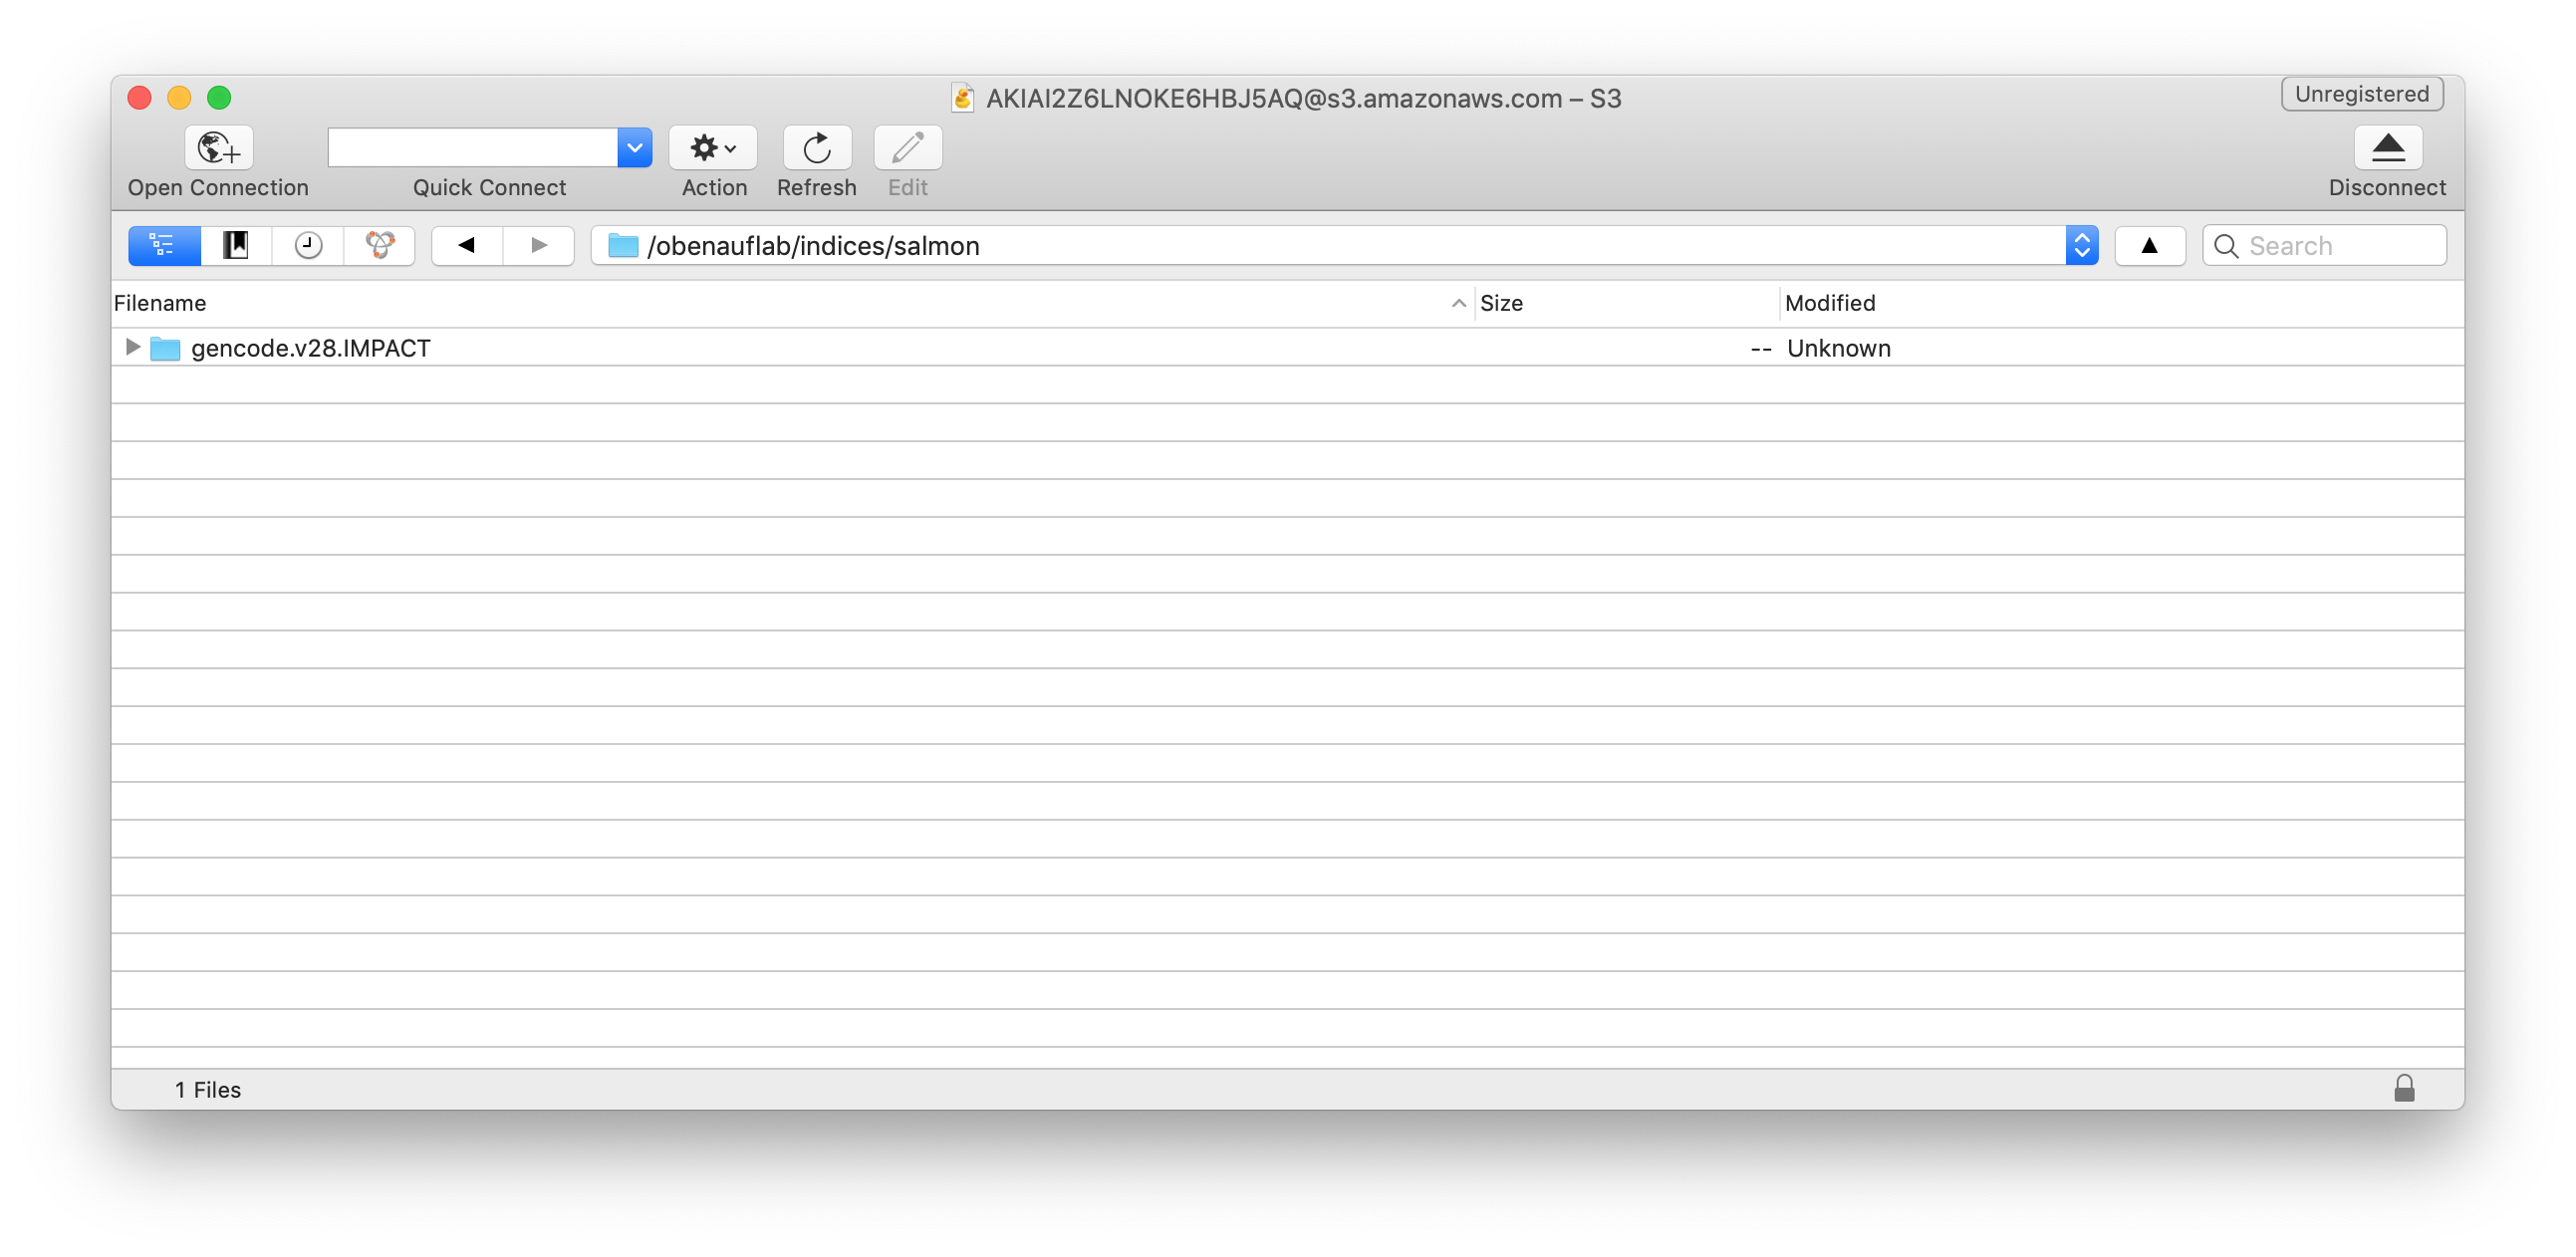 AKIAI2Z6LNOKE6HBJ5AQ@s3.amazonaws.com – S3
Unregistered
Open Connection
Quick Connect
Action
Refresh
Edit
Disconnect
/obenauflab/indices/salmon
Search
Filename
Size
Modified
gencode.v28.IMPACT
--
Unknown
1 Files